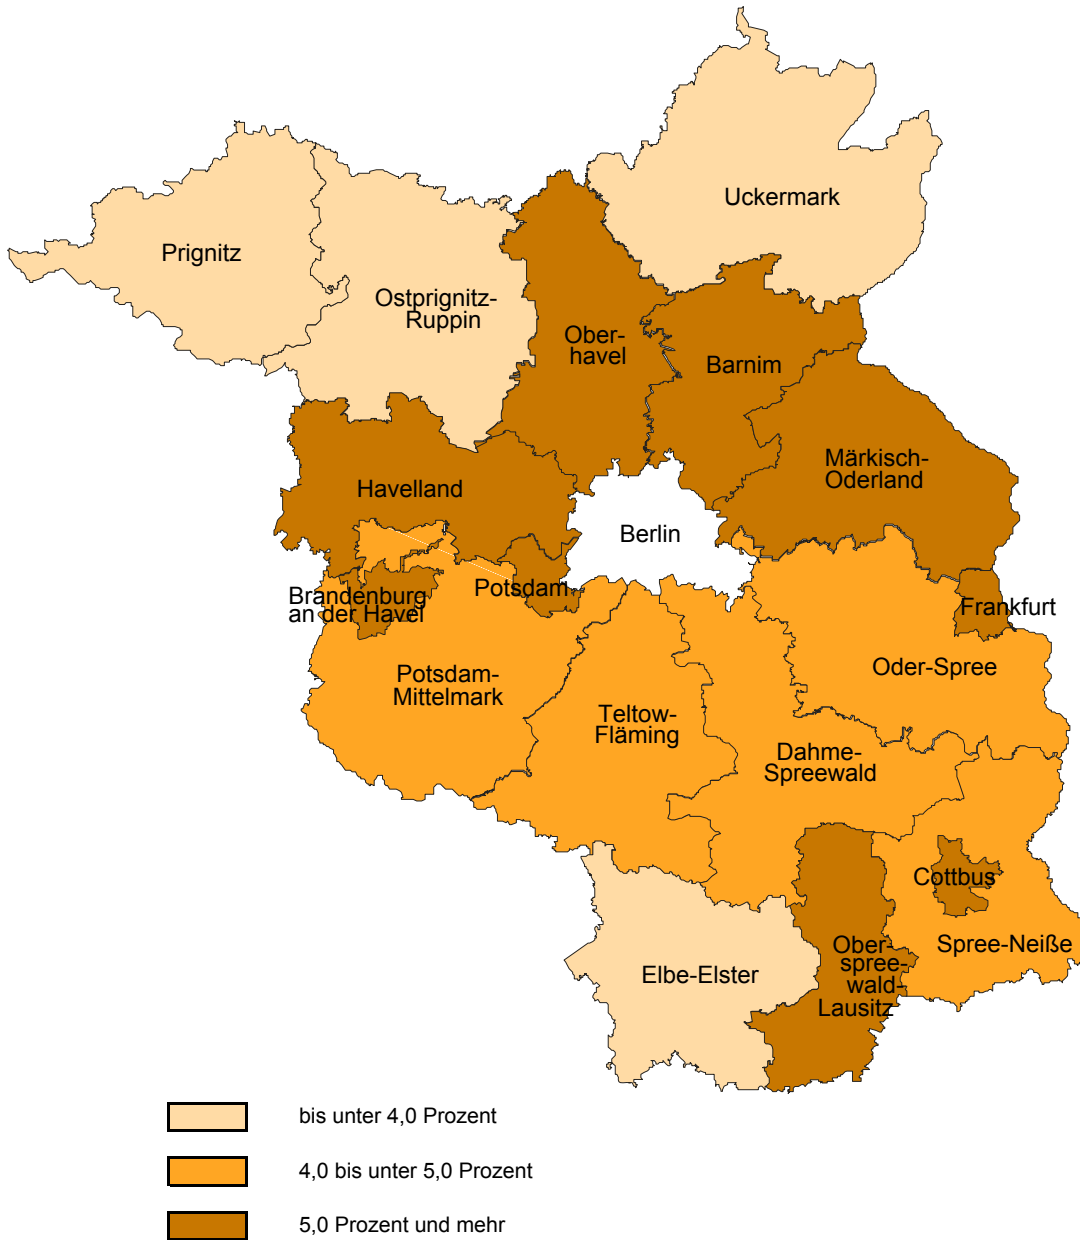 Uckermark
Prignitz
Ostprignitz-
Ruppin
Ober-
havel
Barnim
Märkisch-
Oderland
Havelland
Berlin
Potsdam
Brandenburg
an der Havel
Frankfurt
Oder-Spree
Potsdam-
Mittelmark
Teltow-
Fläming
Dahme-
Spreewald
Cottbus
Spree-Neiße
Ober-
spree-
wald-
Lausitz
Elbe-Elster
bis unter 4,0 Prozent
4,0 bis unter 5,0 Prozent
5,0 Prozent und mehr